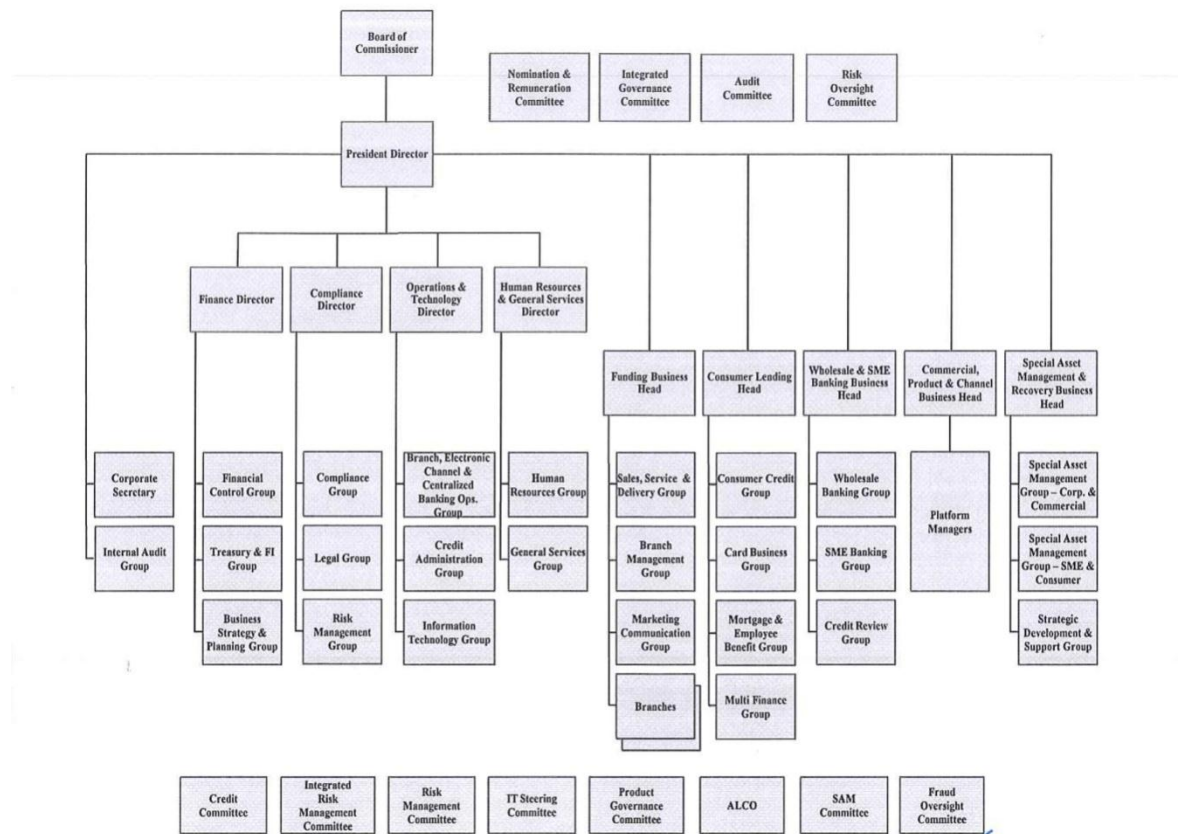 Board of
Commissioner
Nomination &
Remuneration
Committee
Integrated
Governance
Committee
Audit
Committee
Risk
Oversight
Committee
President Director
Finance Director
Compliance
Director
Operations &
Technology
Director
Human Resources
& General Services
Director
Funding Business
Head
Consumer Lending
Head
Wholesale & SME
Banking Business
Head
Commercial,
Product & Channel
Business Head
Special Asset
Management &
Recovery Business
Head
Corporate
Secretary
Internal Audit
Group
Financial
Control Group
Treasury & FI
Group
Business
Strategy &
Planning Group
Compliance
Group
Legal Group
Risk
Management
Group
Branch, Electronic
Channel &
Centralized
Banking Ops.
Group
Credit
Administration
Group
Information
Technology Group
Human
Resources Group
General Services
Group
Sales, Service &
Delivery Group
Branch
Management
Group
Marketing
Communication
Group
Branches
Consumer Credit
Group
Card Business
Group
Mortgage &
Employee
Benefit Group
Multi Finance
Group
Wholesale
Banking Group
SME Banking
Group
Credit Review
Group
Platform
Managers
Special Asset
Management
Group – Corp. &
Commercial
Special Asset
Management
Group – SME &
Consumer
Strategic
Development &
Support Group
Credit
Committee
Integrated
Risk
Management
Committee
Risk
Management
Committee
IT Steering
Committee
Product
Governance
Committee
ALCO
SAM
Committee
Fraud
Oversight
Committee